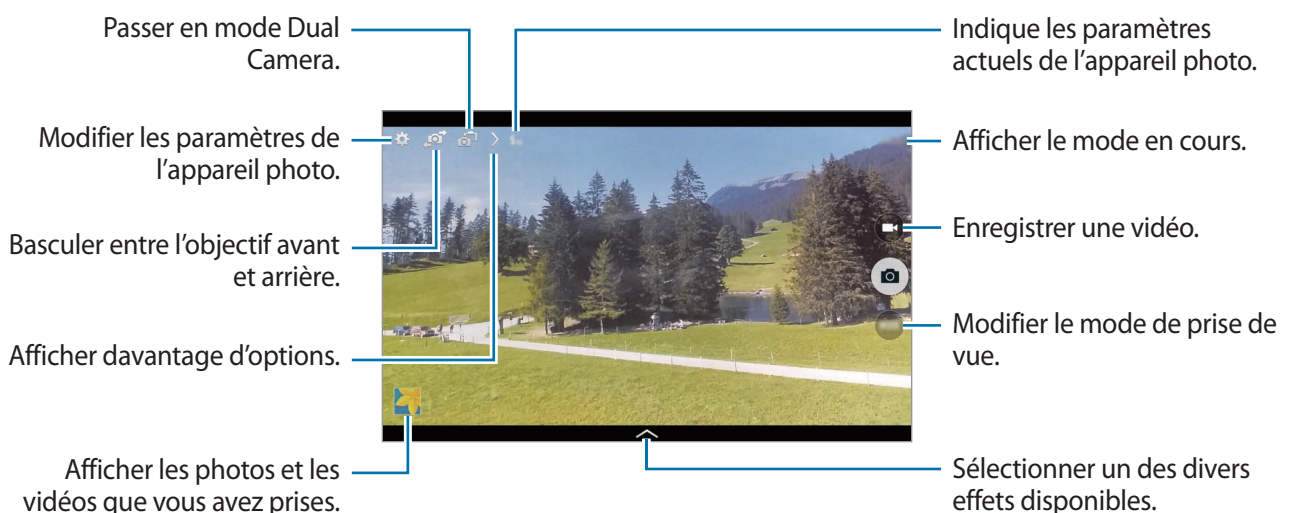 Passer en mode Dual
Camera.
Modifier les paramètres de
l’appareil photo.
Basculer entre l’objectif avant
et arrière.
Afficher davantage d’options.
Afficher les photos et les
vidéos que vous avez prises.
Indique les paramètres
actuels de l’appareil photo.
Afficher le mode en cours.
Enregistrer une vidéo.
Modifier le mode de prise de
vue.
Sélectionner un des divers
effets disponibles.